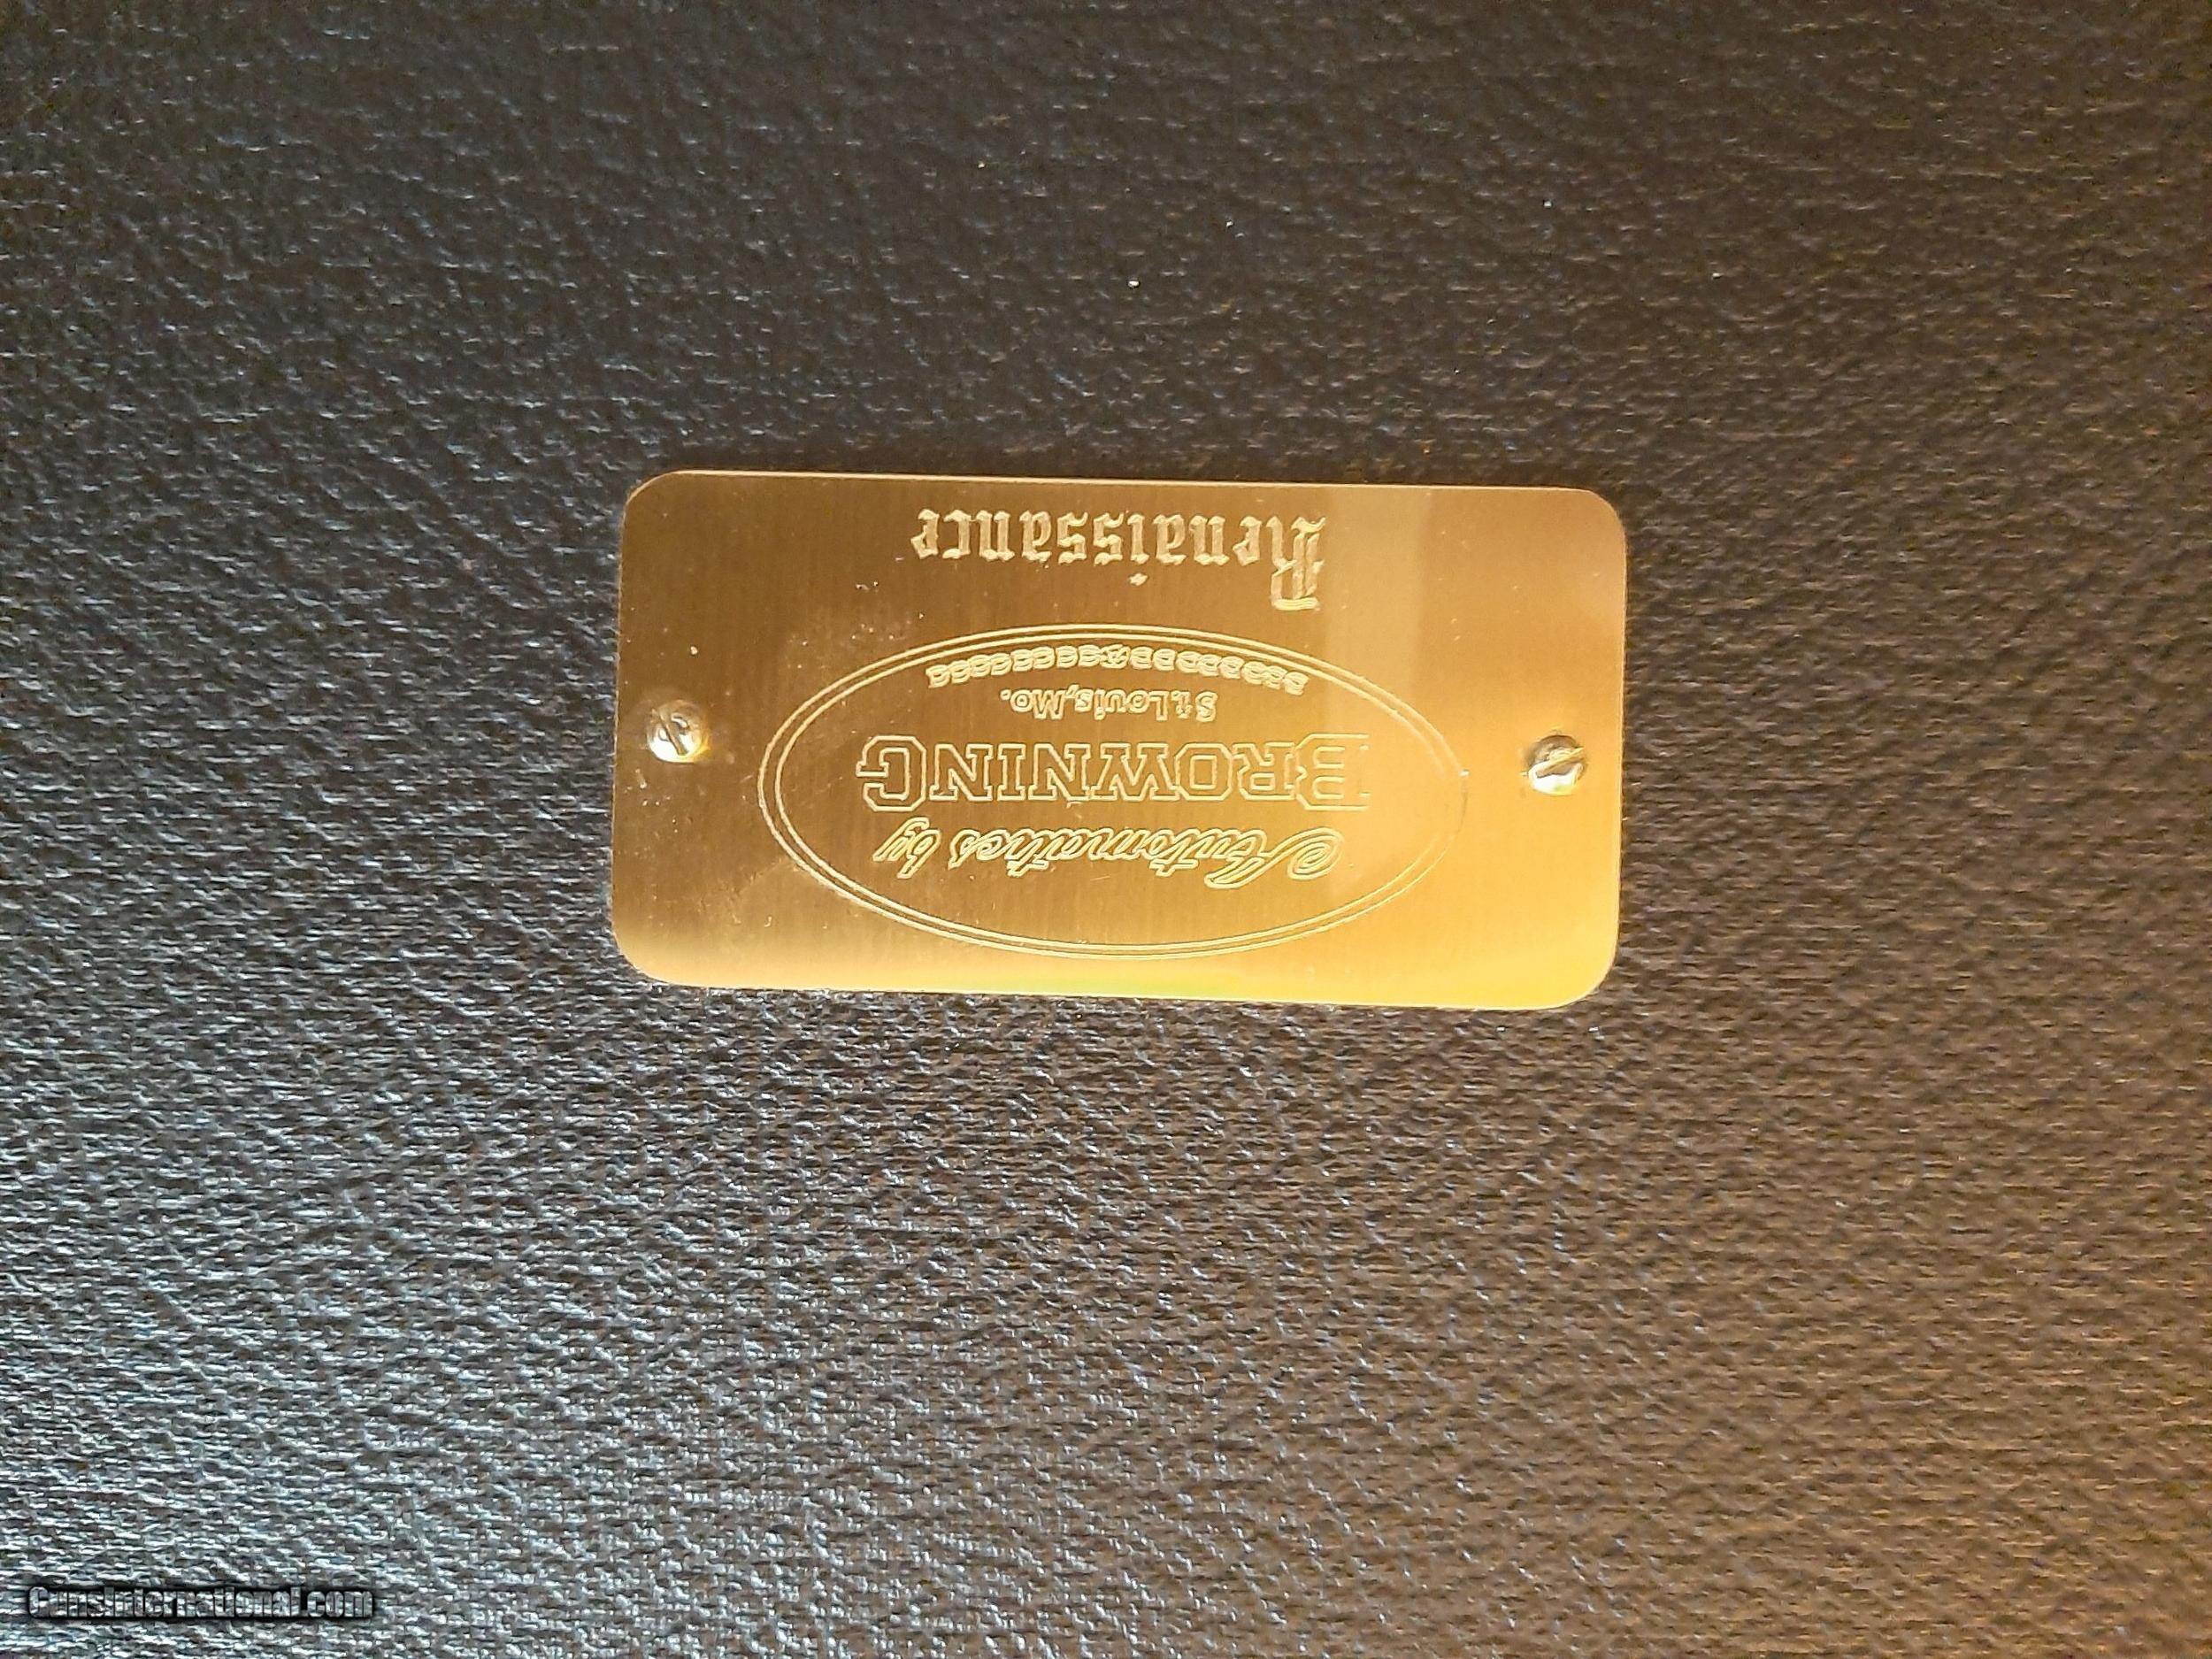 Automatics by
BROWNING
St.Louis,Mo.
Renaissance
GunsInternational.com